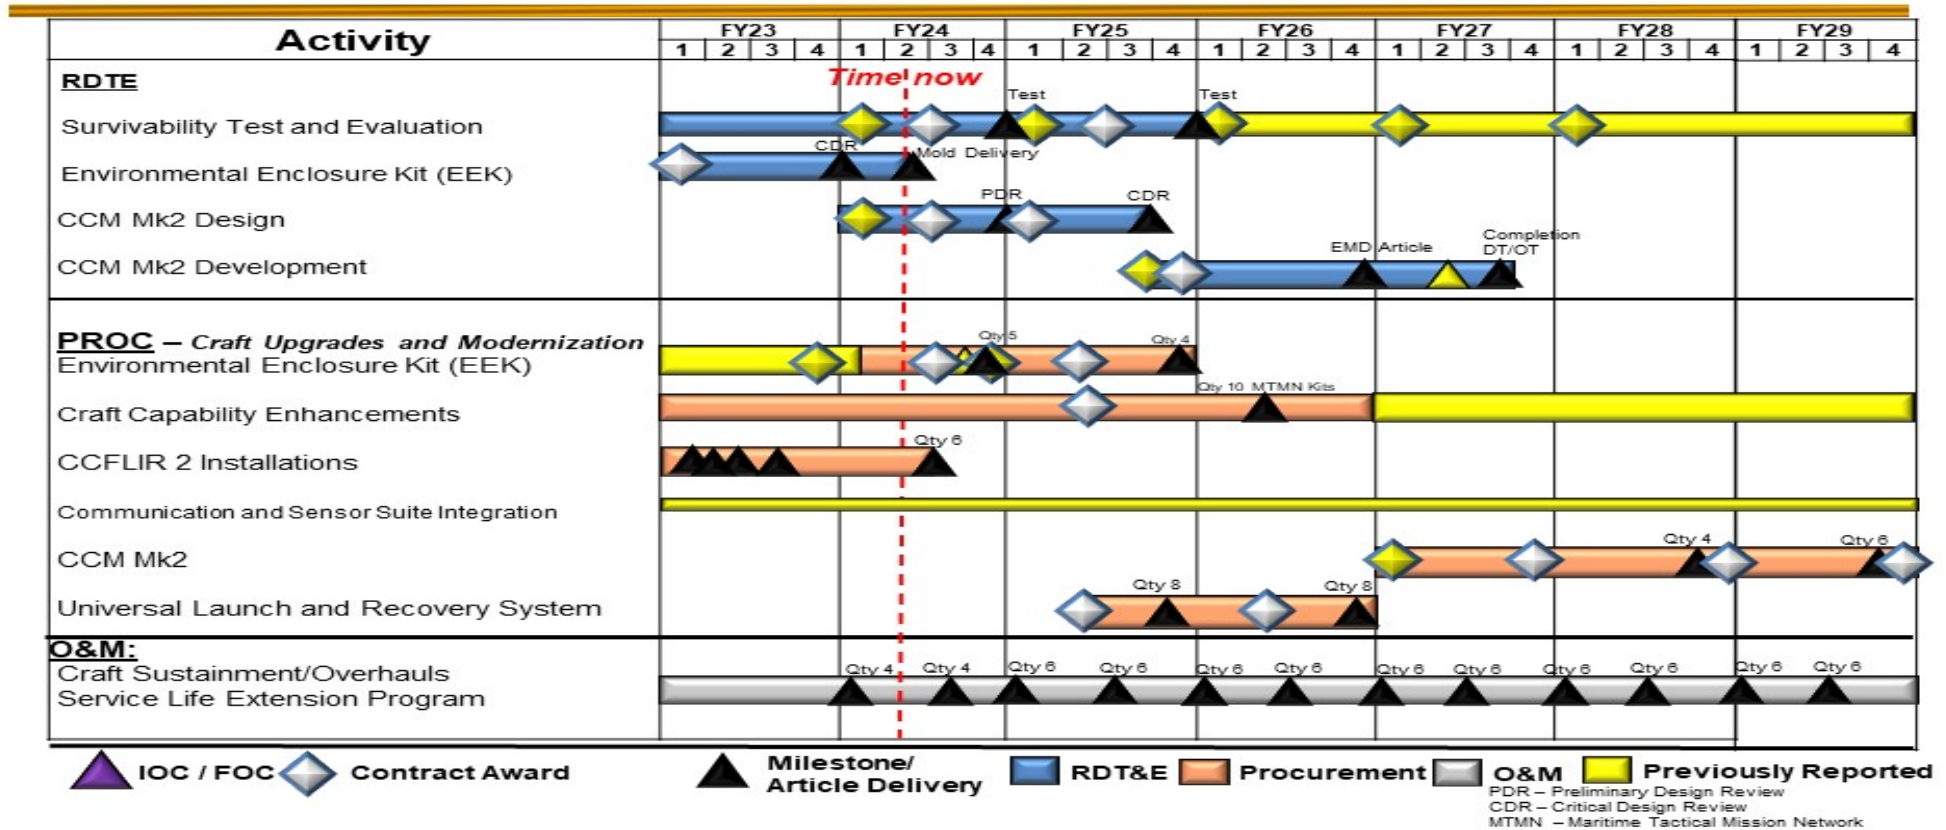 Activity
FY23 FY24 FY25 FY26 FY27 FY28 FY29
1 2 3 4 1 2 3 4 1 2 3 4 1 2 3 4 1 2 3 4 1 2 3 4 1 2 3 4
RDTE
Time now
Test Test
Survivability Test and Evaluation
CDR Mold Delivery
Environmental Enclosure Kit (EEK)
PDR CDR
CCM Mk2 Design
EMD Article Completion
DT/OT
CCM Mk2 Development
PROC – Craft Upgrades and Modernization
Qty 5 Qty 4
Environmental Enclosure Kit (EEK)
Qty 10 MTMN Kits
Craft Capability Enhancements
Qty 6
CCFLIR 2 Installations
Communication and Sensor Suite Integration
Qty 4 Qty 6
CCM Mk2
Qty 8 Qty 8
Universal Launch and Recovery System
O&M:
Qty 4 Qty 4 Qty 6 Qty 6 Qty 6 Qty 6 Qty 6 Qty 6 Qty 6 Qty 6 Qty 6 Qty 6
Craft Sustainment/Overhauls
Service Life Extension Program
IOC / FOC Contract Award Milestone/
Article Delivery RDT&E Procurement O&M Previously Reported
PDR – Preliminary Design Review
CDR – Critical Design Review
MTMN – Maritime Tactical Mission Network